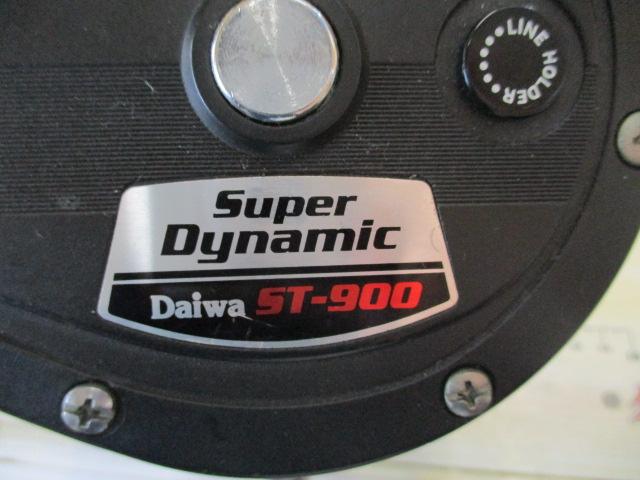 LINE HOLDER
Super
Dynamic
Daiwa ST-900